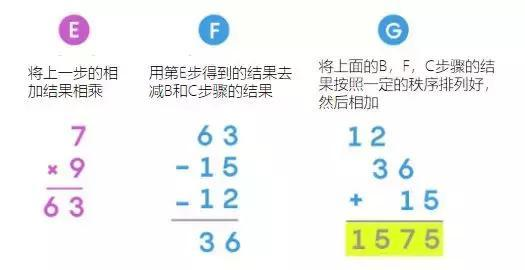 E
将上一步的相
加结果相乘
7
× 9
63
F
用第E步得到的结果去
减B和C步骤的结果
63
- 15
- 12
36
G
将上面的B，F，C步骤的结
果按照一定的秩序排列好，
然后相加
12
36
+ 15
1575